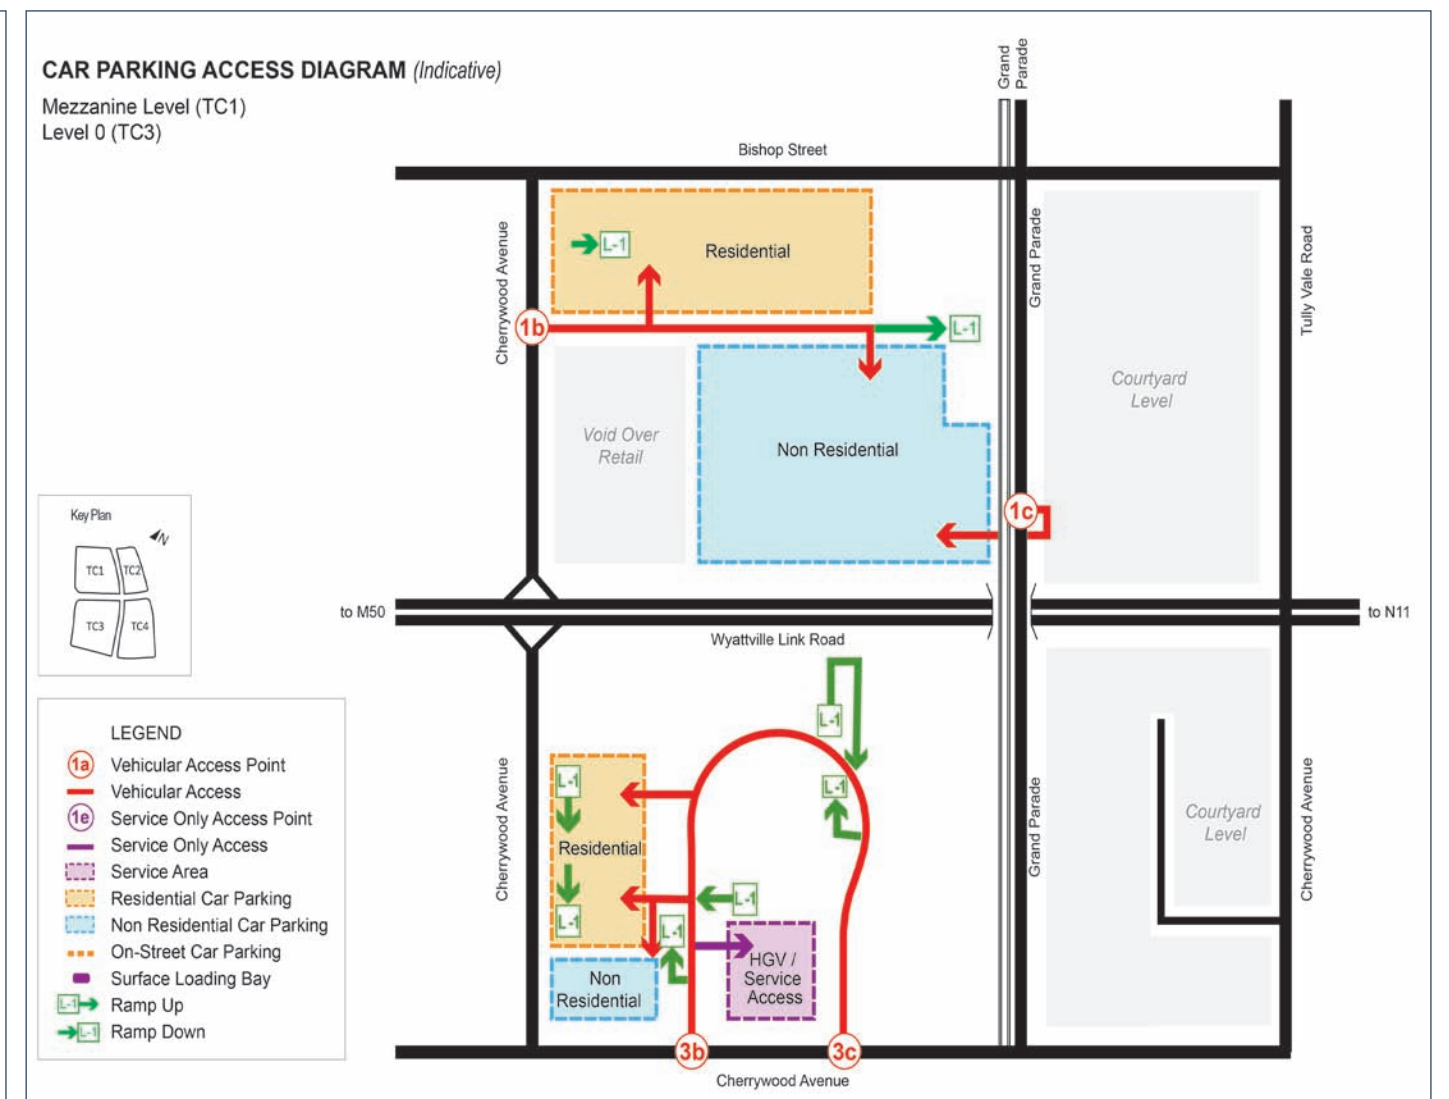 CAR PARKING ACCESS DIAGRAM (Indicative)
Mezzanine Level (TC1)
Level 0 (TC3)
Grand
Parade
Bishop Street
Cherrywood Avenue
L-1
Residential
Grand Parade
Tully Vale Road
1b
L-1
Courtyard
Level
Void Over
Retail
Non Residential
1c
Key Plan
N
TC1
TC2
TC3
TC4
to M50
to N11
Wyattville Link Road
L-1
LEGEND
1a Vehicular Access Point
Vehicular Access
1e Service Only Access Point
Service Only Access
Service Area
Residential Car Parking
Non Residential Car Parking
On-Street Car Parking
Surface Loading Bay
L-1 Ramp Up
L-1 Ramp Down
Cherrywood Avenue
L-1
L-1
Residential
L-1
L-1
L-1
Non
Residential
HGV /
Service
Access
Grand Parade
Courtyard
Level
Cherrywood Avenue
3b
3c
Cherrywood Avenue